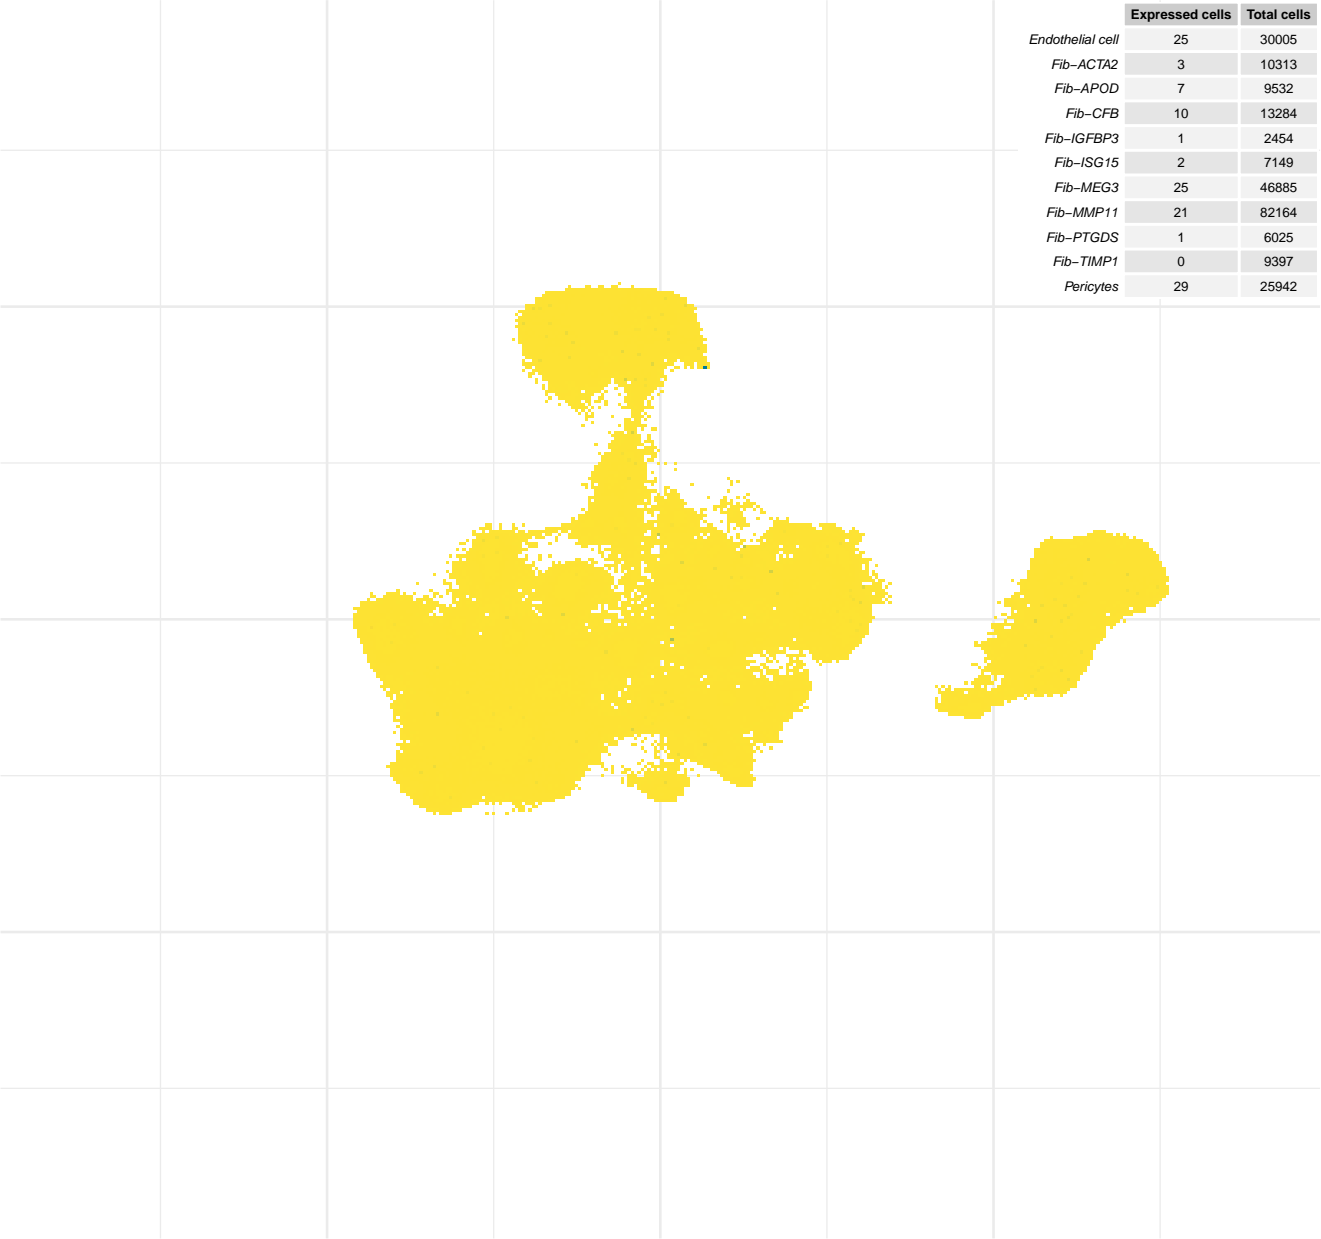 Expressed cells Total cells
Endothelial cell 25 30005
Fib−ACTA2 3 10313
Fib−APOD 7 9532
Fib−CFB 10 13284
Fib−IGFBP3 1 2454
Fib−ISG15 2 7149
Fib−MEG3 25 46885
Fib−MMP11 21 82164
Fib−PTGDS 1 6025
Fib−TIMP1 0 9397
Pericytes 29 25942